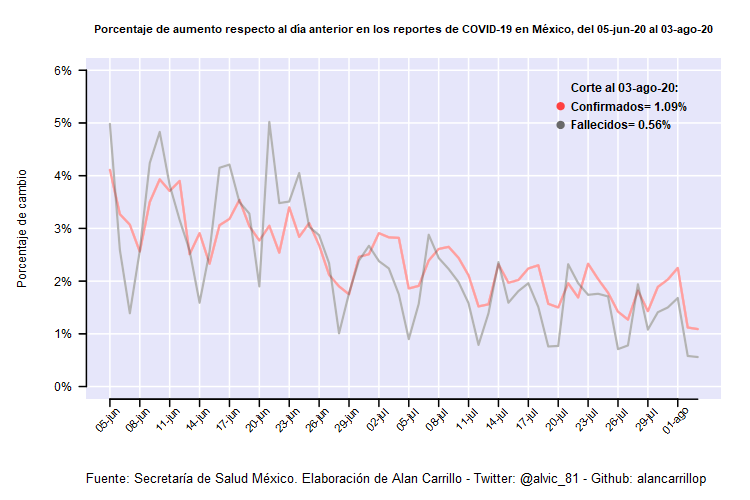 Porcentaje de aumento respecto al día anterior en los reportes de COVID-19 en México, del 05-jun-20 al 03-ago-20
Corte al 03-ago-20:
Confirmados= 1.09%
Fallecidos= 0.56%
Porcentaje de cambio
6%
5%
4%
3%
2%
1%
0%
05-jun
08-jun
11-jun
14-jun
17-jun
20-jun
23-jun
26-jun
29-jun
02-jul
05-jul
08-jul
11-jul
14-jul
17-jul
20-jul
23-jul
26-jul
29-jul
01-ago
Fuente: Secretaría de Salud México. Elaboración de Alan Carrillo - Twitter: @alvic_81 - Github: alancarrillop